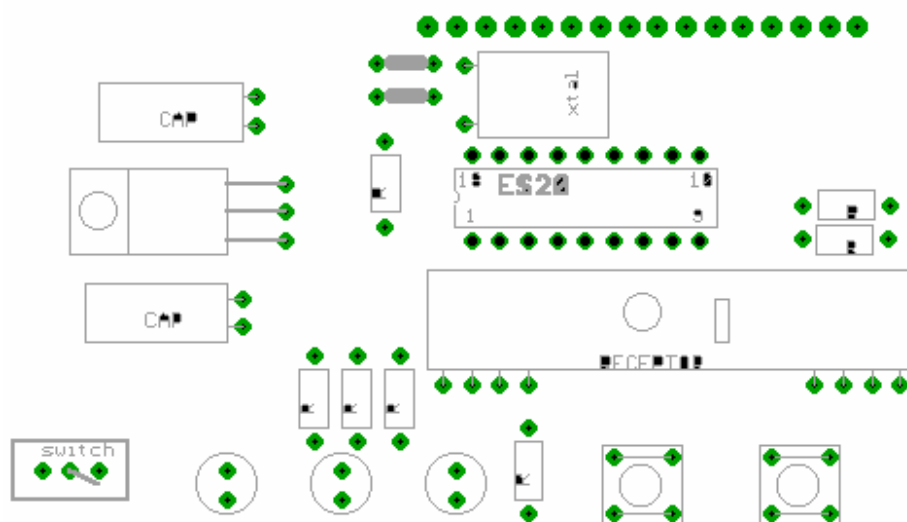 xtal
CAP
18 ES20 10
1 9
R
R
R
CAP
RECEPTOR
R R R
switch
R